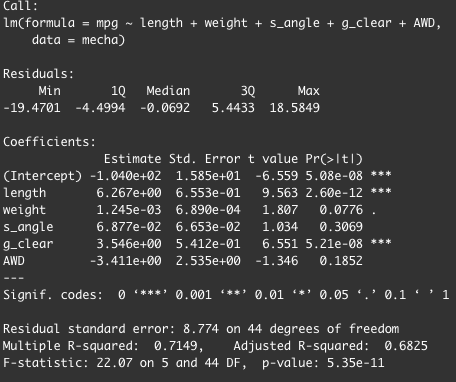 Call:
lm(formula = mpg ~ length + weight + s_angle + g_clear + AWD,
    data = mecha)
Residuals:
     Min       1Q   Median       3Q      Max
-19.4701  -4.4994  -0.0692   5.4433  18.5849
Coefficients:
              Estimate Std. Error t value Pr(>|t|)
(Intercept) -1.040e+02  1.585e+01  -6.559 5.08e-08 ***
length       6.267e+00  6.553e-01   9.563 2.60e-12 ***
weight       1.245e-03  6.890e-04   1.807   0.0776 .
s_angle      6.877e-02  6.653e-02   1.034   0.3069
g_clear      3.546e+00  5.412e-01   6.551 5.21e-08 ***
AWD         -3.411e+00  2.535e+00  -1.346   0.1852
---
Signif. codes:  0 ‘***’ 0.001 ‘**’ 0.01 ‘*’ 0.05 ‘.’ 0.1 ‘ ’ 1
Residual standard error: 8.774 on 44 degrees of freedom
Multiple R-squared:  0.7149,    Adjusted R-squared:  0.6825
F-statistic: 22.07 on 5 and 44 DF,  p-value: 5.35e-11